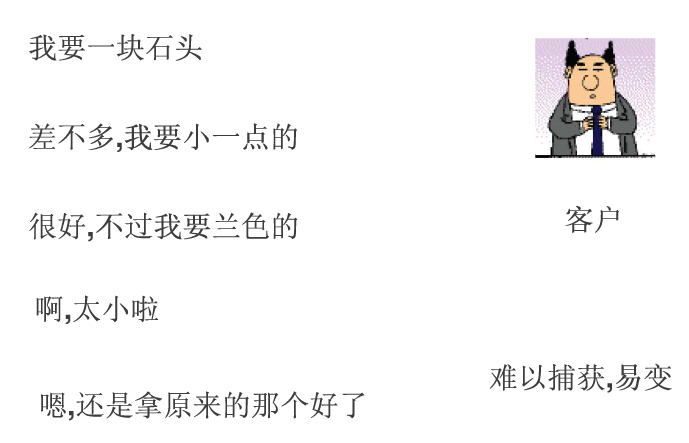 我要一块石头
差不多,我要小一点的
很好,不过我要兰色的
客户
啊,太小啦
难以捕获,易变
嗯,还是拿原来的那个好了